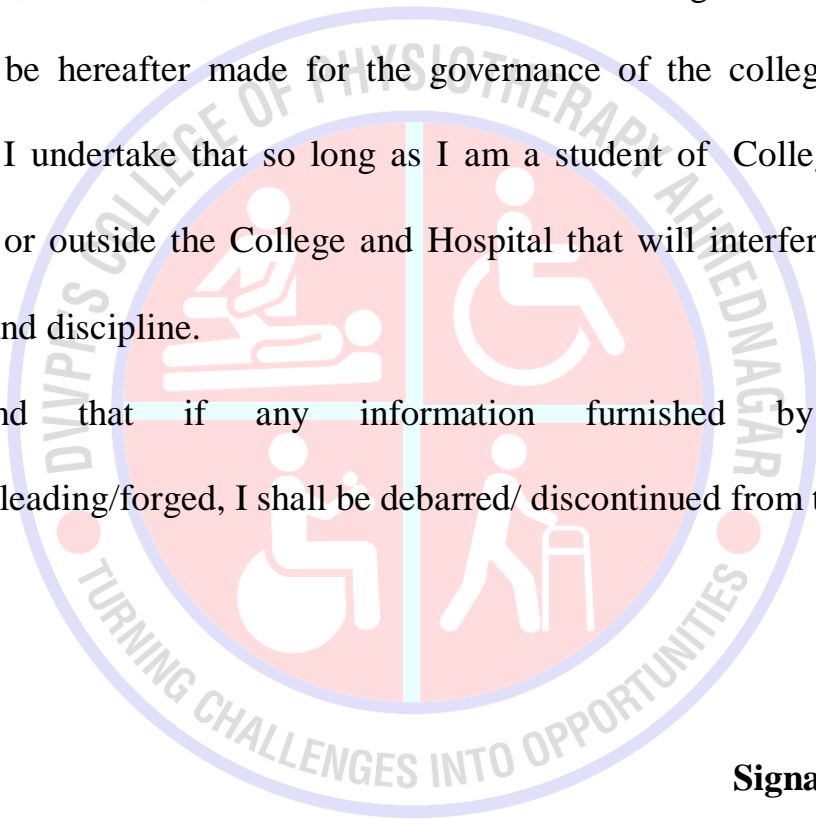 be hereafter made for the governance of the colleg
I undertake that so long as I am a student of Colle
or outside the College and Hospital that will interfer
nd discipline.
nd that if any information furnished by
leading/forged, I shall be debarred/ discontinued from t
Signa
DVVPF'S COLLEGE OF PHYSIOTHERAPY AHMEDNAGAR
TURNING CHALLENGES INTO OPPORTUNITIES